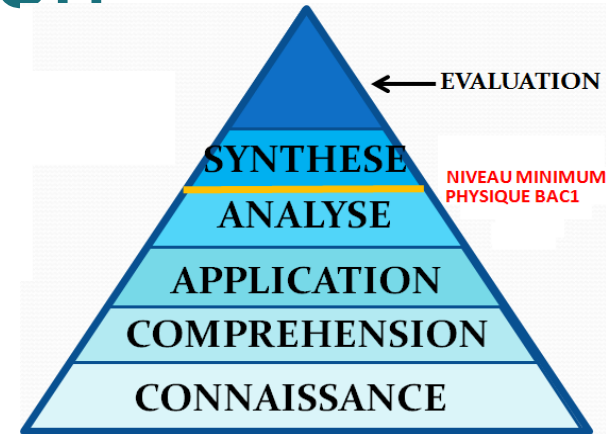 EVALUATION
SYNTHESE
NIVEAU MINIMUM
PHYSIQUE BAC1
ANALYSE
APPLICATION
COMPREHENSION
CONNAISSANCE